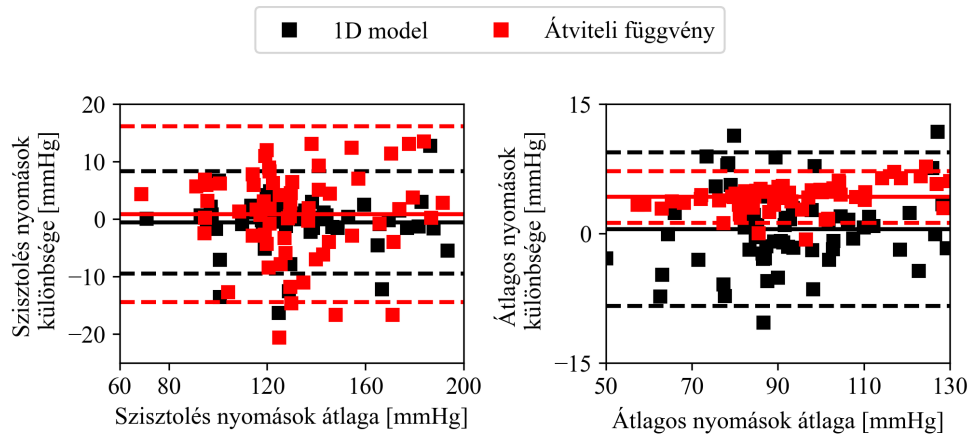 1D model
Átviteli függvény
Szisztolés nyomások
különbsége [mmHg]
20
10
0
−10
−20
60
80
120
160
200
Szisztolés nyomások átlaga [mmHg]
Átlagos nyomások
különbsége [mmHg]
15
0
−15
50
70
90
110
130
Átlagos nyomások átlaga [mmHg]